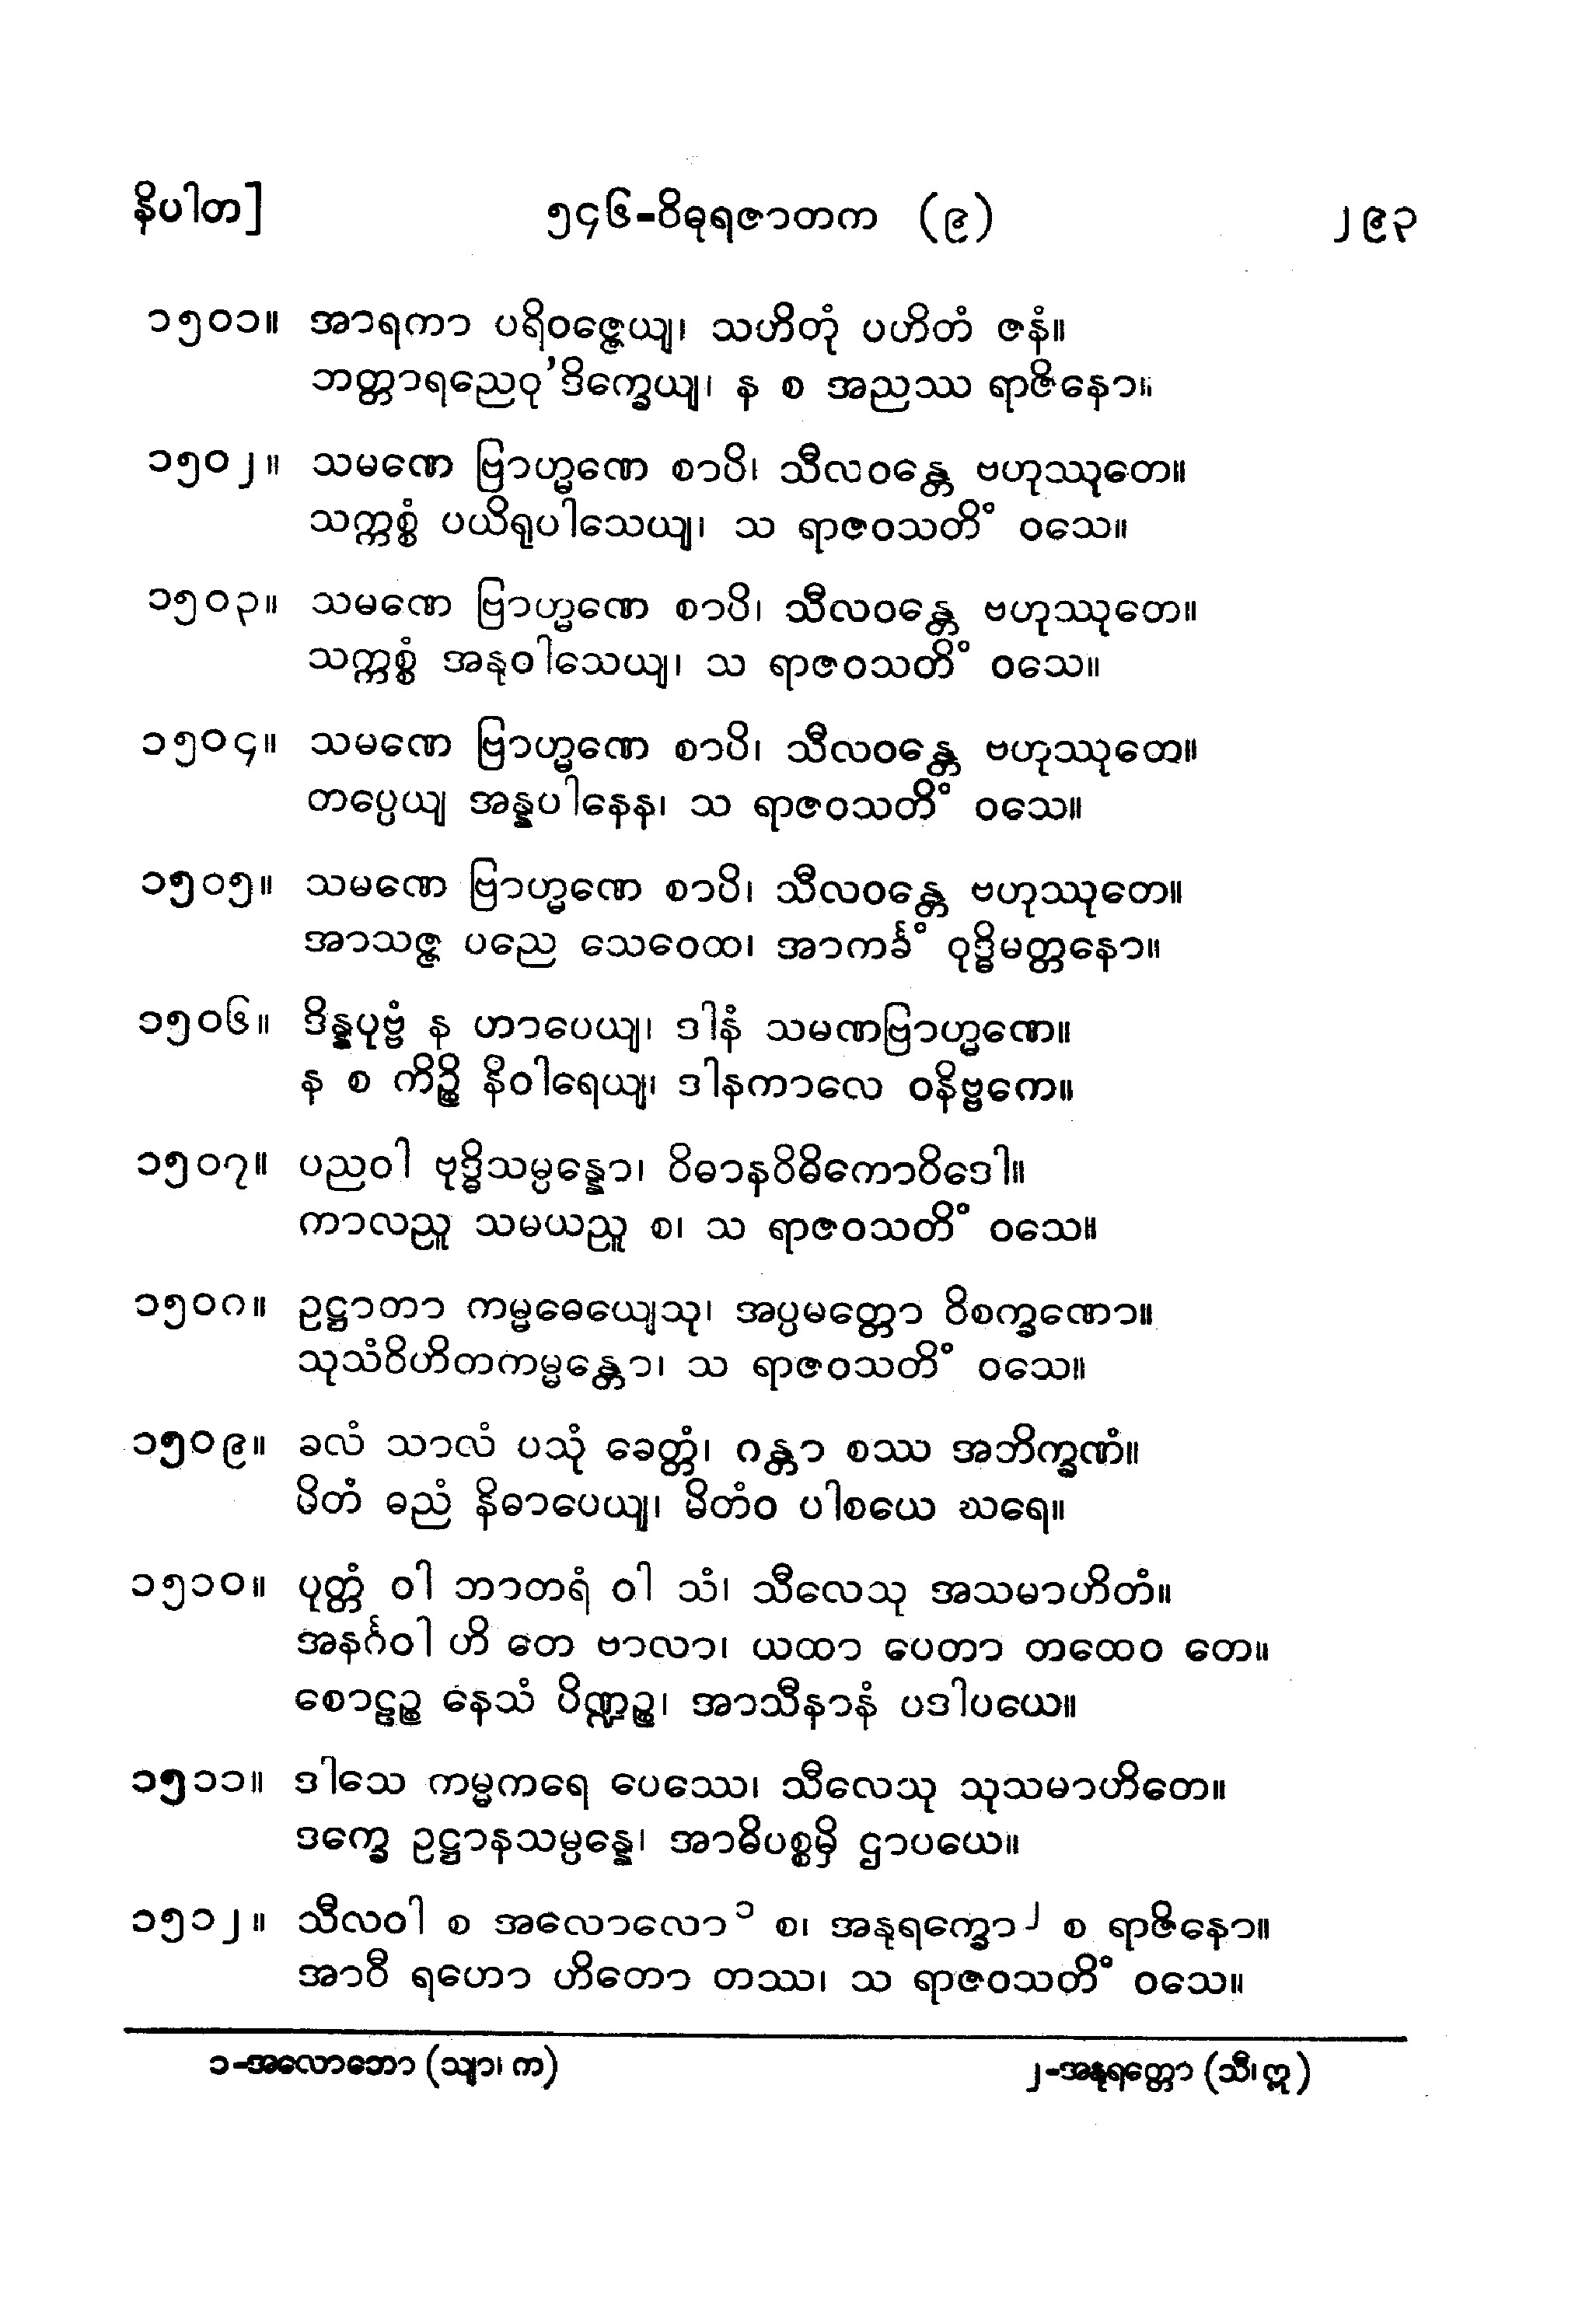 နိပါတ]
၅၄၆-ဝိဓုရဇာတက (၉)
၂၉၃
၁၅၀၁။ အာရကာ ပရိဝဇ္ဇေယျ၊ သဟိတုံ ပဟိတံ ဇနံ။
ဘတ္တာရညေဝု'ဒိက္ခေယျ၊ န စ အညဿ ရာဇိနော။
၁၅၀၂။ သမဏေ ဗြာဟ္မဏေ စာပိ၊ သီလဝန္တေ ဗဟုဿုတေ။
သက္ကစ္စံ ပယိရုပါသေယျ၊ သ ရာဇဝသတိံ ဝသေ။
၁၅၀၃။ သမဏေ ဗြာဟ္မဏေ စာပိ၊ သီလဝန္တေ ဗဟုဿုတေ။
သက္ကစ္စံ အနုဝါသေယျ၊ သ ရာဇဝသတိံ ဝသေ။
၁၅၀၄။ သမဏေ ဗြာဟ္မဏေ စာပိ၊ သီလဝန္တေ ဗဟုဿုတေ။
တပ္ပေယျ အန္နပါနေန၊ သ ရာဇဝသတိံ ဝသေ။
၁၅၀၅။ သမဏေ ဗြာဟ္မဏေ စာပိ၊ သီလဝန္တေ ဗဟုဿုတေ။
အာသဇ္ဇ ပညေ သေဝေထ၊ အာကင်္ခံ ဝုဒ္ဓိမတ္တနော။
၁၅၀၆။ ဒိန္နပုဗ္ဗံ န ဟာပေယျ၊ ဒါနံ သမဏဗြာဟ္မဏေ။
န စ ကိဉ္စိ နိဝါရေယျ၊ ဒါနကာလေ ဝနိဗ္ဗကေ။
၁၅၀၇။ ပညဝါ ဗုဒ္ဓိသမ္ပန္နော၊ ဝိဓာနဝိဓိကောဝိဒေါ။
ကာလညူ သမယညူ စ၊ သ ရာဇဝသတိံ ဝသေ။
၁၅၀၈။ ဥဋ္ဌာတာ ကမ္မဓေယျေသု၊ အပ္ပမတ္တော ဝိစက္ခဏော။
သုသံဝိဟိတကမ္မန္တော၊ သ ရာဇဝသတိံ ဝသေ။
၁၅၀၉။ ခလံ သာလံ ပသုံ ခေတ္တံ၊ ဂန္တာ စဿ အဘိက္ခဏံ။
မိတံ ဓညံ နိဓာပေယျ၊ မိတံဝ ပါစယေ ဃရေ။
၁၅၁၀။ ပုတ္တံ ဝါ ဘာတရံ ဝါ သံ၊ သီလေသု အသမာဟိတံ။
အနင်္ဂဝါ ဟိ တေ ဗာလာ၊ ယထာ ပေတာ တထေဝ တေ။
စောဠဉ္စ နေသံ ပိဏ္ဍဉ္စ၊ အာသီနာနံ ပဒါပယေ။
၁၅၁၁။ ဒါသေ ကမ္မကရေ ပေဿေ၊ သီလေသု သုသမာဟိတေ။
ဒက္ခေ ဥဋ္ဌာနသမ္ပန္နေ၊ အာဓိပစ္စမှိ ဌာပယေ။
၁၅၁၂။ သီလဝါ စ အလောလော၁ စ၊ အနုရက္ခော၂ စ ရာဇိနော။
အာဝီ ရဟော ဟိတော တဿ၊ သ ရာဇဝသတိံ ဝသေ။
၁-အလောဘော (သျာ၊ က)
၂-အနုရတ္တော (သီ၊ ဣ)